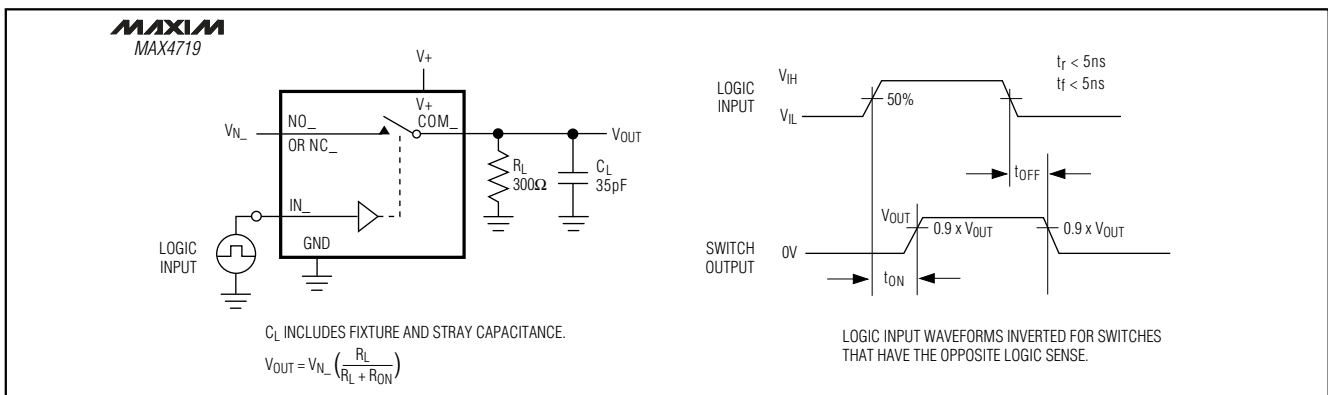 MAXIM
MAX4719
V+
V+
NO_
COM_
V_N_
OR NC_
V_OUT
R_L
300Ω
C_L
35pF
IN_
GND
LOGIC
INPUT
C_L INCLUDES FIXTURE AND STRAY CAPACITANCE.
V_OUT = V_N_ (R_L / (R_L + R_ON))
LOGIC
INPUT
V_IH
V_IL
50%
t_r < 5ns
t_f < 5ns
t_OFF
V_OUT
0.9 x V_OUT
0.9 x V_OUT
SWITCH
OUTPUT
0V
t_ON
LOGIC INPUT WAVEFORMS INVERTED FOR SWITCHES
THAT HAVE THE OPPOSITE LOGIC SENSE.